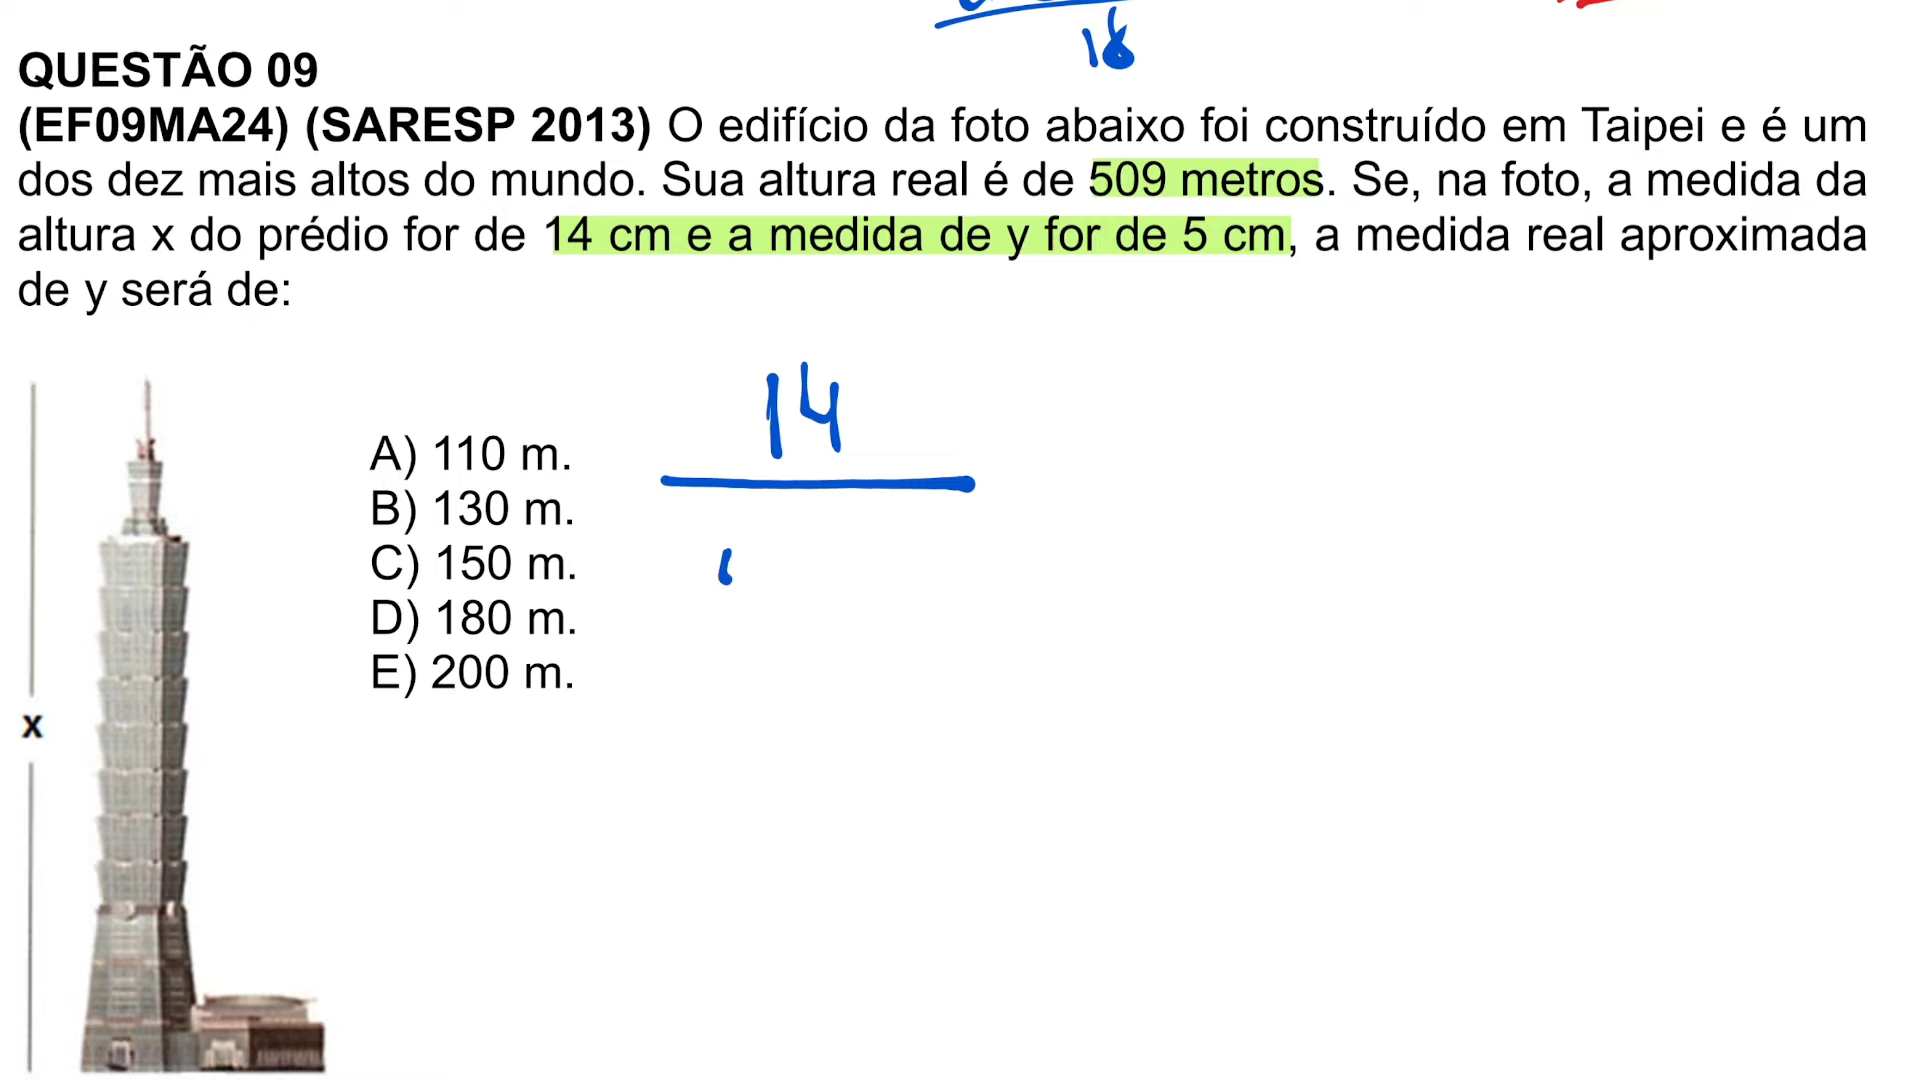 18
QUESTÃO 09
(EF09MA24) (SARESP 2013) O edifício da foto abaixo foi construído em Taipei e é um
dos dez mais altos do mundo. Sua altura real é de 509 metros. Se, na foto, a medida da
altura x do prédio for de 14 cm e a medida de y for de 5 cm, a medida real aproximada
de y será de:
14
A) 110 m.
B) 130 m.
C) 150 m.
D) 180 m.
E) 200 m.
x